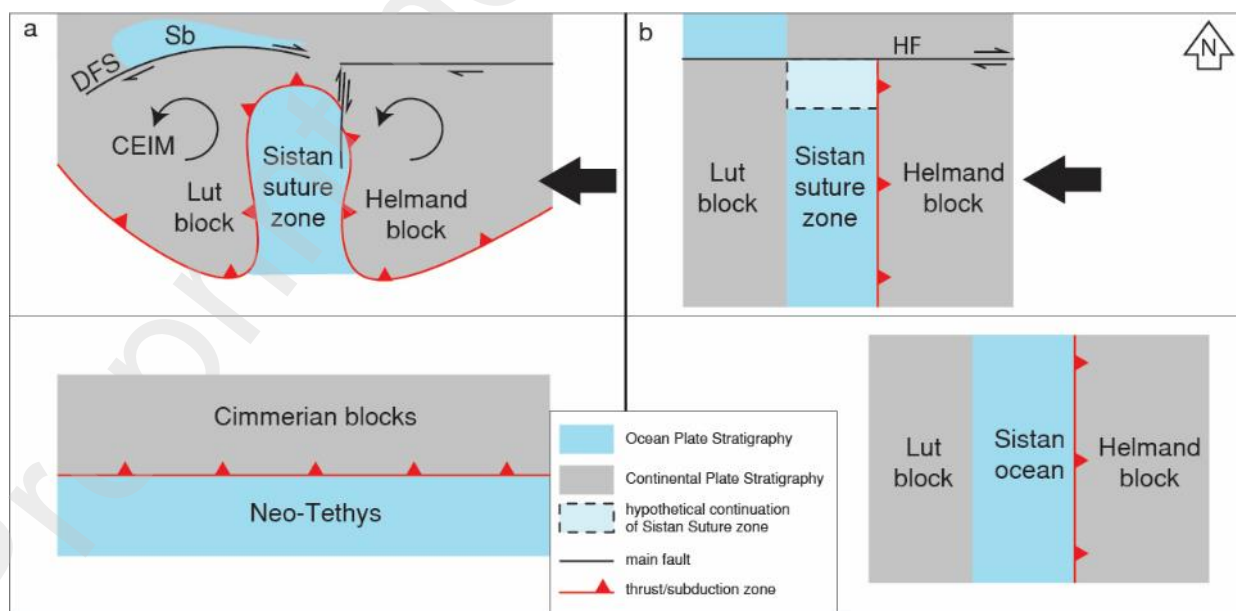 a
Sb
DFS
CEIM
Lut
block
Sistan
suture
zone
Helmand
block
b
HF
N
Lut
block
Sistan
suture
zone
Helmand
block
Cimmerian blocks
Neo-Tethys
Ocean Plate Stratigraphy
Continental Plate Stratigraphy
hypothetical continuation
of Sistan Suture zone
main fault
thrust/subduction zone
Lut
block
Sistan
ocean
Helmand
block